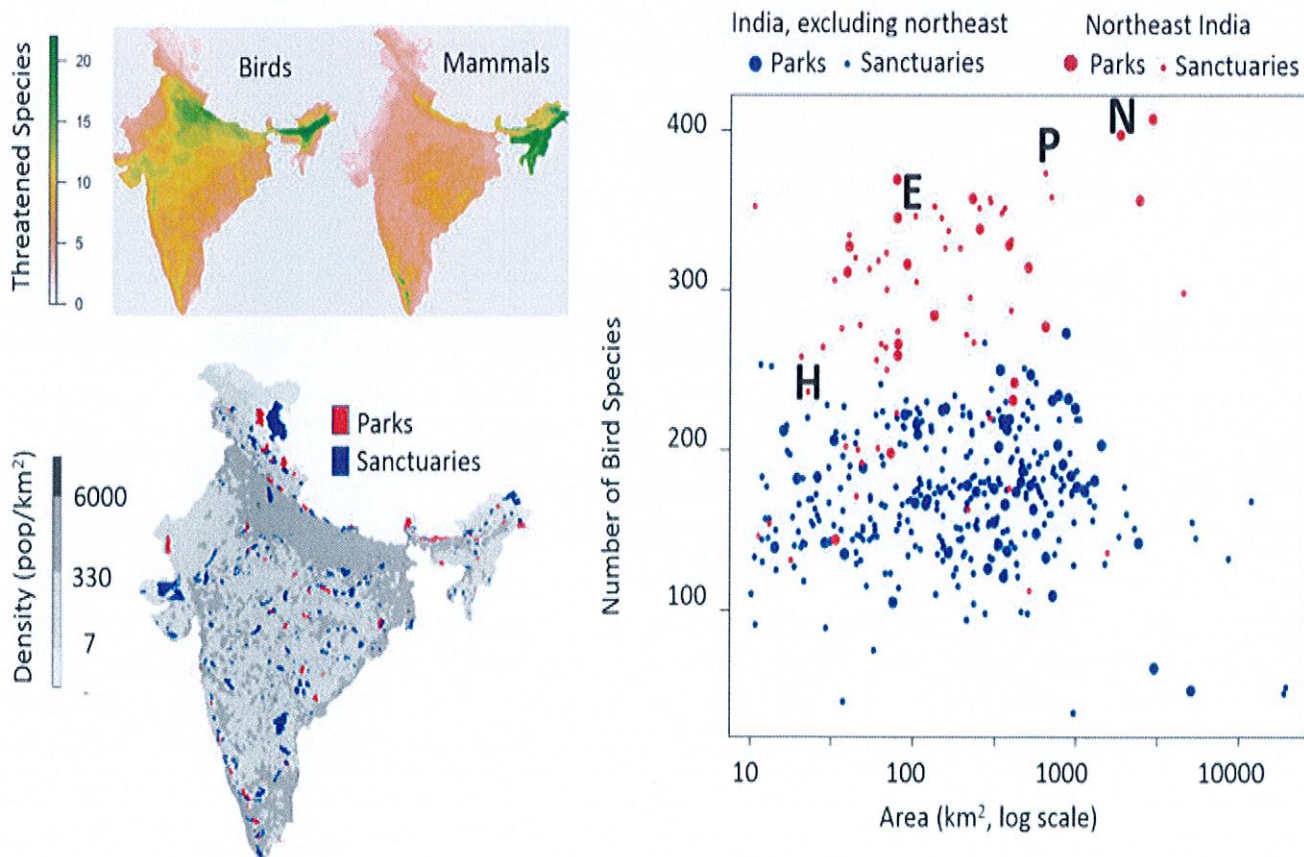 Threatened Species
20
15
10
5
0
Birds
Mammals
Density (pop/km²)
6000
330
7
Parks
Sanctuaries
India, excluding northeast
Parks
Sanctuaries
Northeast India
Parks
Sanctuaries
Number of Bird Species
400
300
200
100
N
P
E
H
10
100
1000
10000
Area (km², log scale)